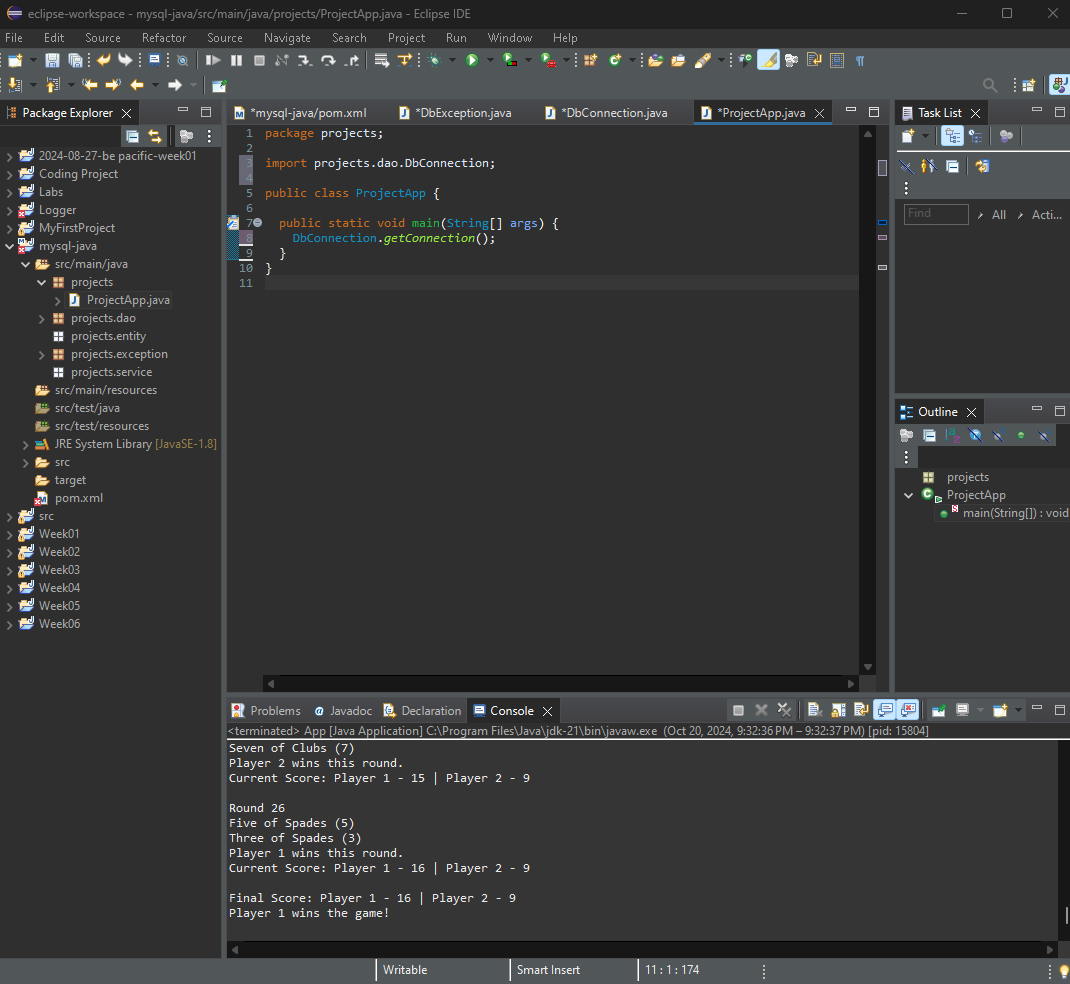 eclipse-workspace - mysql-java/src/main/java/projects/ProjectApp.java - Eclipse IDE
File Edit Source Refactor Source Navigate Search Project Run Window Help
Package Explorer
2024-08-27-be pacific-week01
Coding Project
Labs
Logger
MyFirstProject
mysql-java
src/main/java
projects
ProjectApp.java
projects.dao
projects.entity
projects.exception
projects.service
src/main/resources
src/test/java
src/test/resources
JRE System Library [JavaSE-1.8]
src
target
pom.xml
src
Week01
Week02
Week03
Week04
Week05
Week06
*mysql-java/pom.xml *DbException.java *DbConnection.java *ProjectApp.java
1 package projects;
2
3 import projects.dao.DbConnection;
4
5 public class ProjectApp {
6
7 public static void main(String[] args) {
8 DbConnection.getConnection();
9 }
10 }
11
Task List
Find All Acti...
Outline
projects
ProjectApp
main(String[]) : void
Problems @ Javadoc Declaration Console
<terminated> App [Java Application] C:\Program Files\Java\jdk-21\bin\javaw.exe (Oct 20, 2024, 9:32:36 PM – 9:32:37 PM) [pid: 15804]
Seven of Clubs (7)
Player 2 wins this round.
Current Score: Player 1 - 15 | Player 2 - 9
Round 26
Five of Spades (5)
Three of Spades (3)
Player 1 wins this round.
Current Score: Player 1 - 16 | Player 2 - 9
Final Score: Player 1 - 16 | Player 2 - 9
Player 1 wins the game!
Writable Smart Insert 11 : 1 : 174